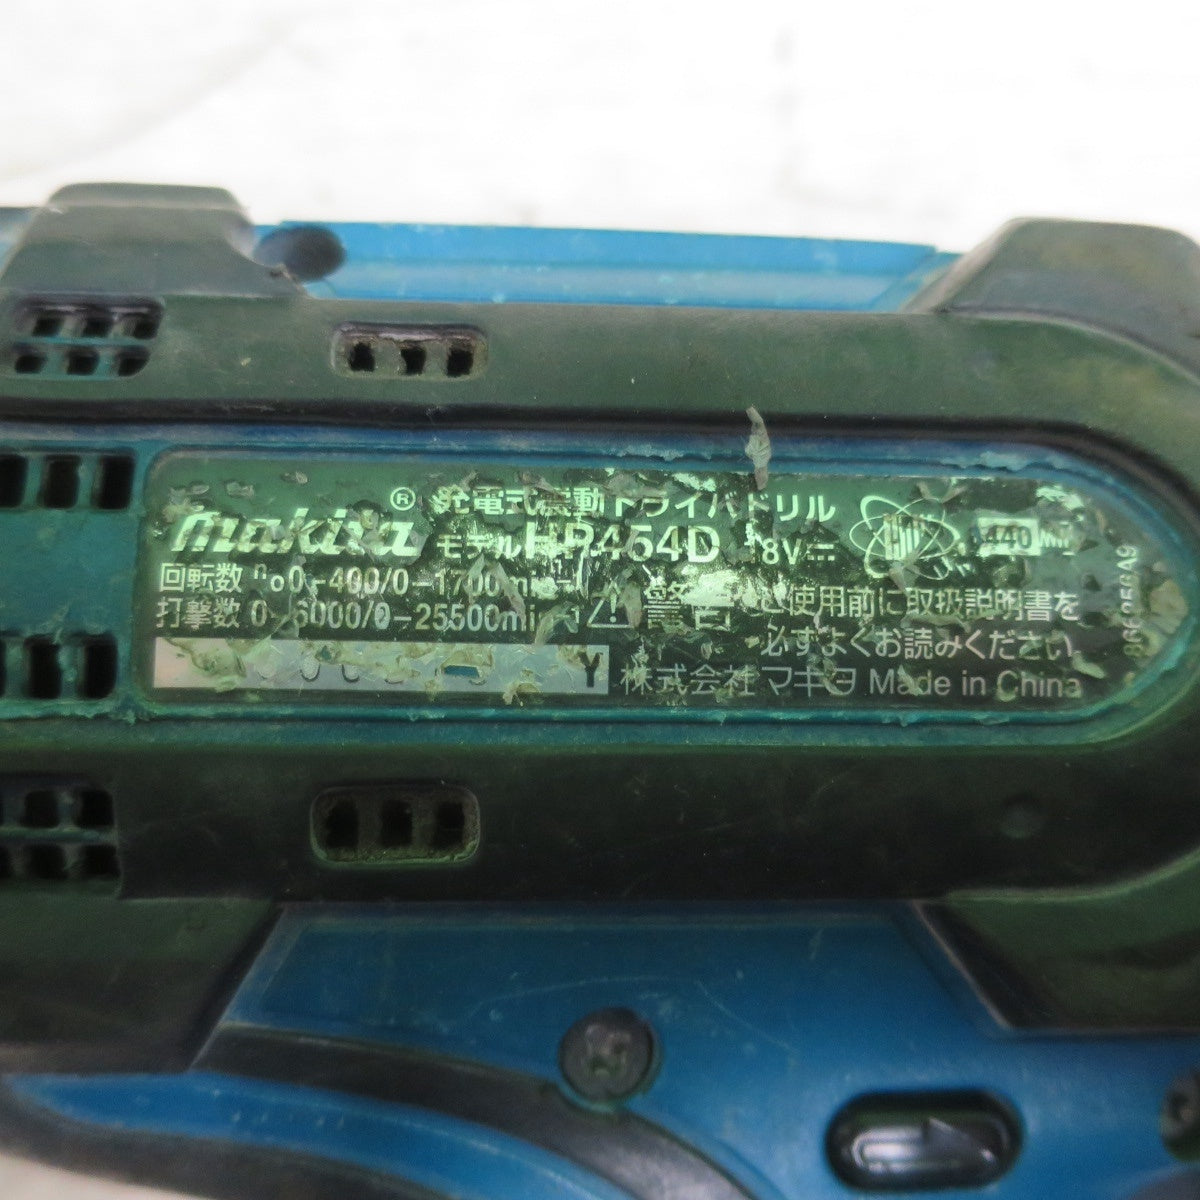 makita® 充電式震動ドライバドリル
モデル HP454D 18V⎓ 440
回転数 no 0-400/0-1700min-1
打撃数 0-6000/0-25500min-1
警告 ご使用前に取扱説明書を
必ずよくお読みください
Y
株式会社 マキタ Made in China